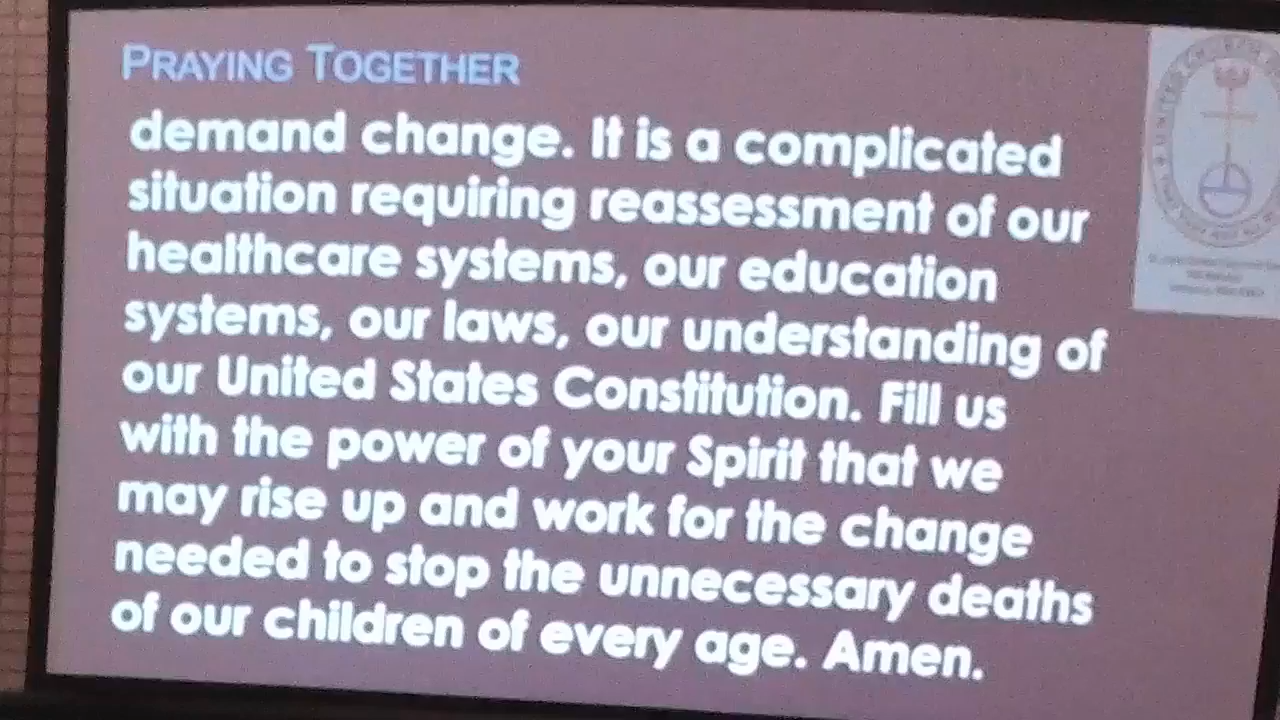 PRAYING TOGETHER
demand change. It is a complicated
situation requiring reassessment of our
healthcare systems, our education
systems, our laws, our understanding of
our United States Constitution. Fill us
with the power of your Spirit that we
may rise up and work for the change
needed to stop the unnecessary deaths
of our children of every age. Amen.
UNITED CHURCH